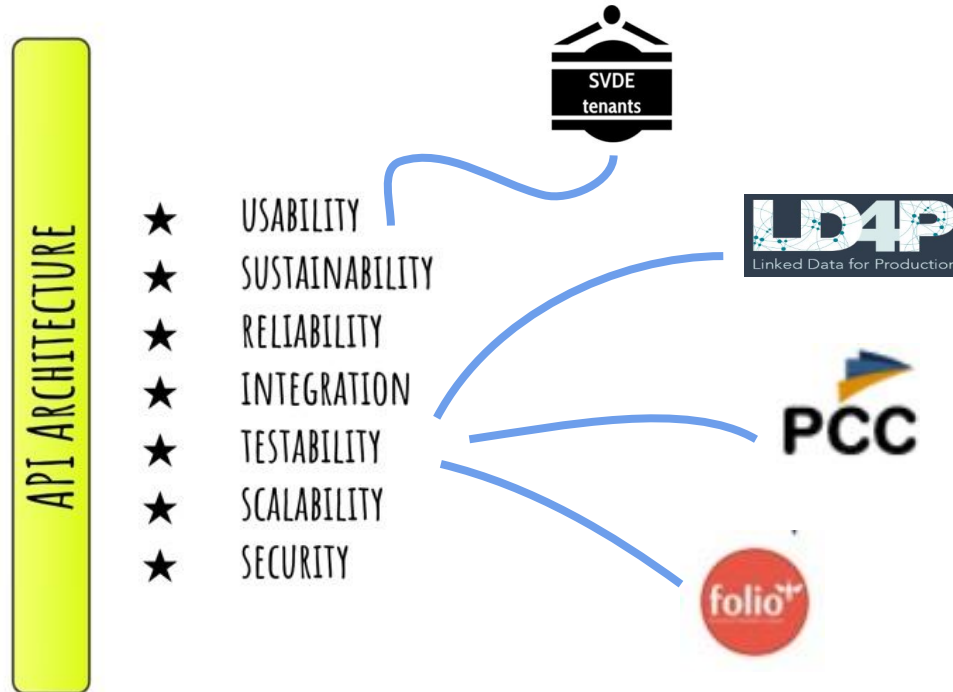 SVDE
tenants
API ARCHITECTURE
★ USABILITY
★ SUSTAINABILITY
★ RELIABILITY
★ INTEGRATION
★ TESTABILITY
★ SCALABILITY
★ SECURITY
LD4P
Linked Data for Production
PCC
folio